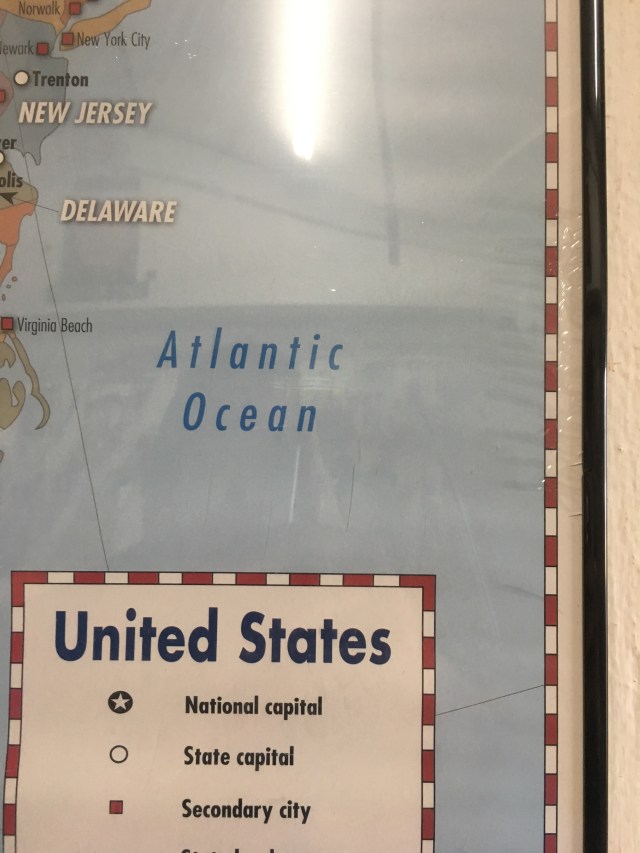 Norwalk
New York City
Trenton
NEW JERSEY
DELAWARE
Virginia Beach
Atlantic
Ocean
United States
National capital
State capital
Secondary city